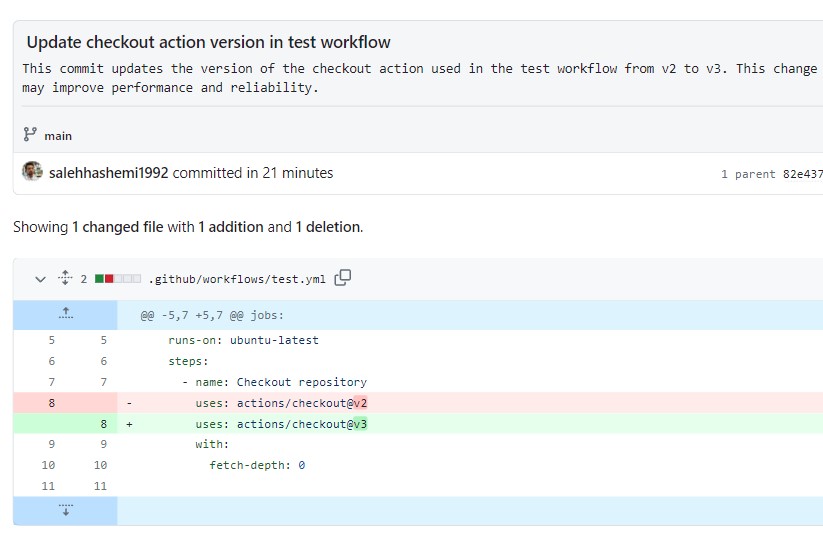 Update checkout action version in test workflow
This commit updates the version of the checkout action used in the test workflow from v2 to v3. This change
may improve performance and reliability.
main
salehhashemi1992 committed in 21 minutes
1 parent 82e437
Showing 1 changed file with 1 addition and 1 deletion.
2 .github/workflows/test.yml
@@ -5,7 +5,7 @@ jobs:
5 5 runs-on: ubuntu-latest
6 6 steps:
7 7 - name: Checkout repository
8 - uses: actions/checkout@v2
8 + uses: actions/checkout@v3
9 9 with:
10 10 fetch-depth: 0
11 11